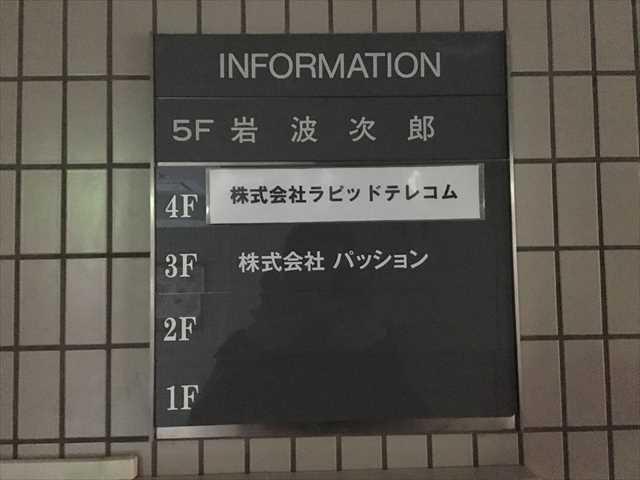 INFORMATION
5F 岩波次郎
4F 株式会社ラピッドテレコム
3F 株式会社 パッション
2F
1F